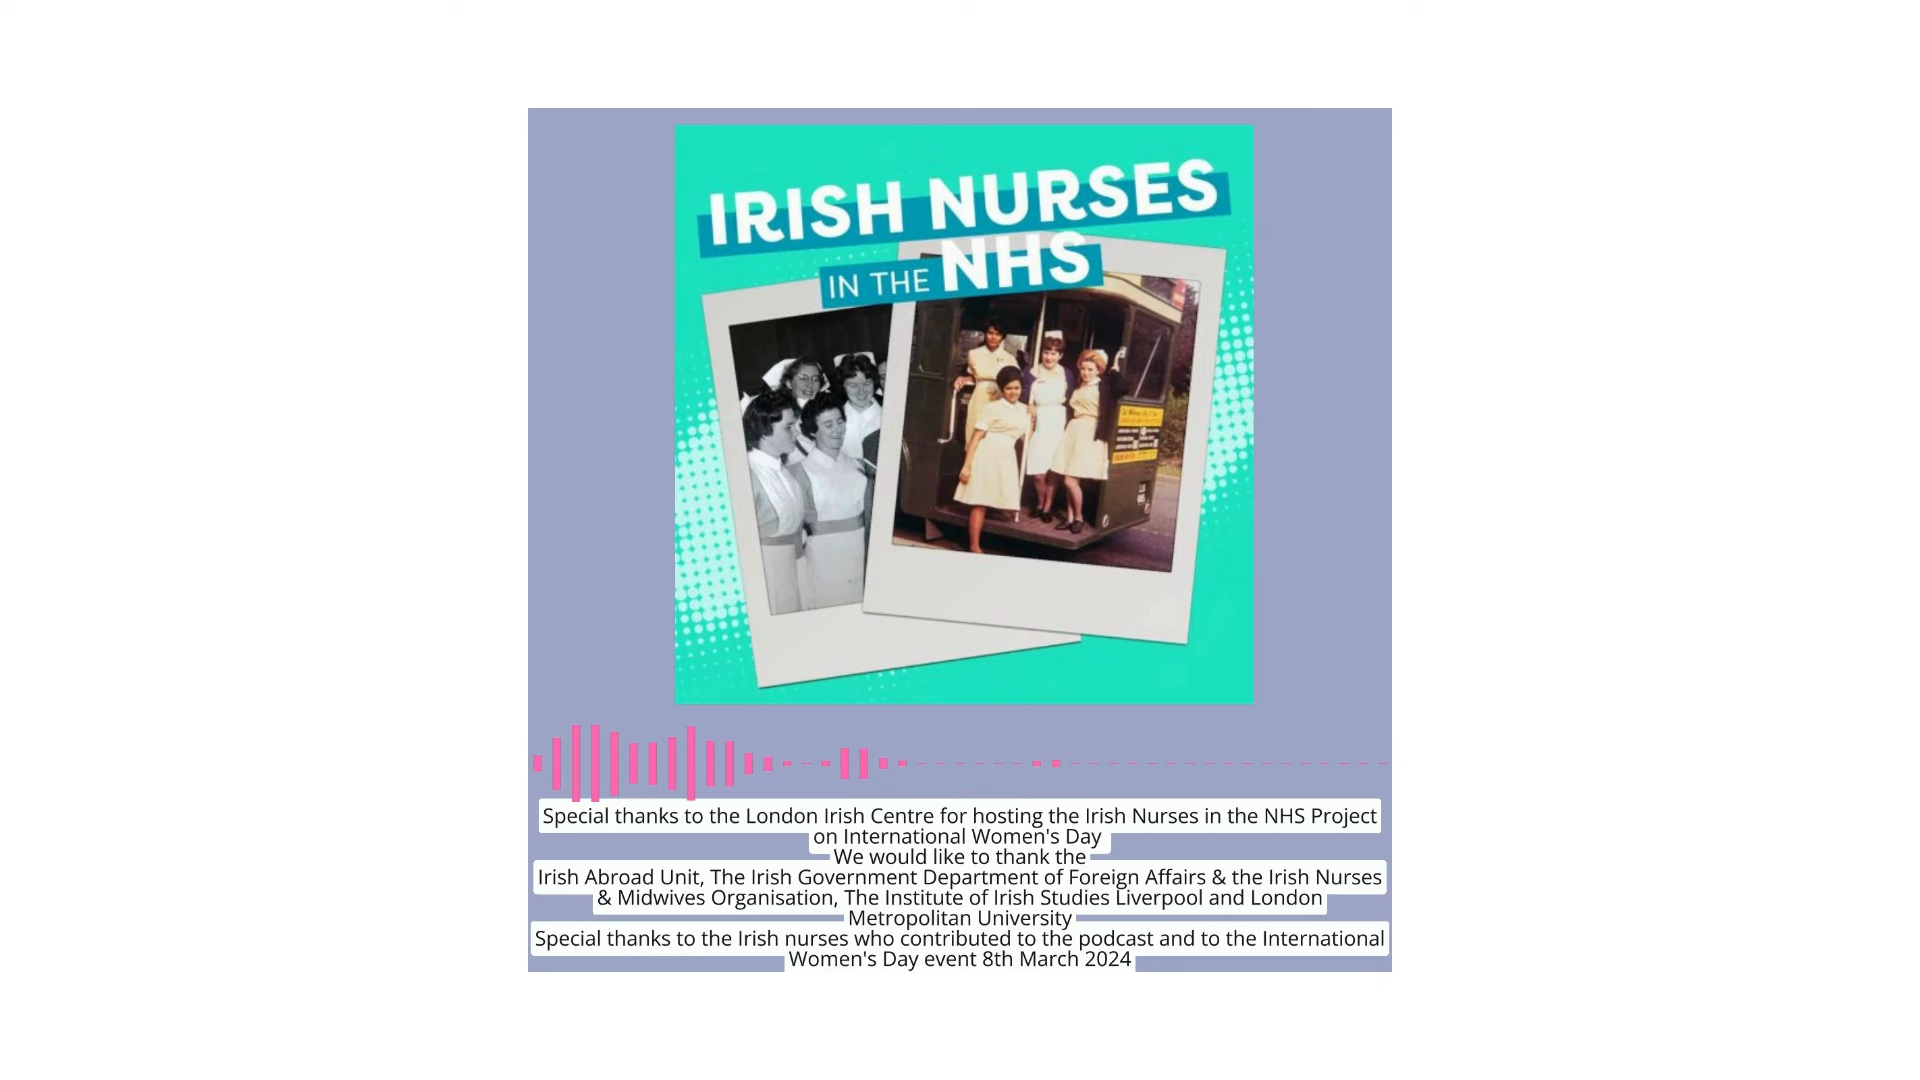 IRISH NURSES
IN THE NHS
Special thanks to the London Irish Centre for hosting the Irish Nurses in the NHS Project
on International Women's Day
We would like to thank the
Irish Abroad Unit, The Irish Government Department of Foreign Affairs & the Irish Nurses
& Midwives Organisation, The Institute of Irish Studies Liverpool and London
Metropolitan University
Special thanks to the Irish nurses who contributed to the podcast and to the International
Women's Day event 8th March 2024